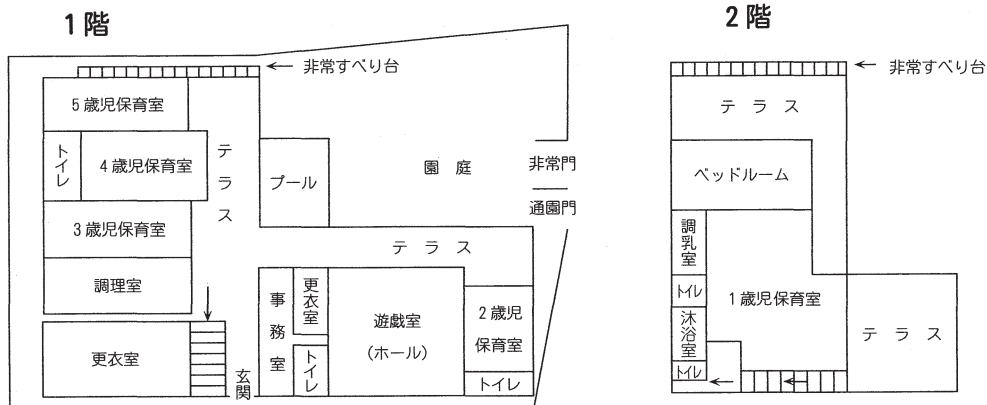 1階
2階
非常すべり台
非常すべり台
5歳児保育室
テラス
トイレ
4歳児保育室
テラス
プール
園庭
非常門
通園門
ベッドルーム
3歳児保育室
テラス
調乳室
調理室
事務室
更衣室
遊戯室
(ホール)
2歳児
保育室
トイレ
1歳児保育室
沐浴室
テラス
更衣室
玄関
トイレ
トイレ
トイレ